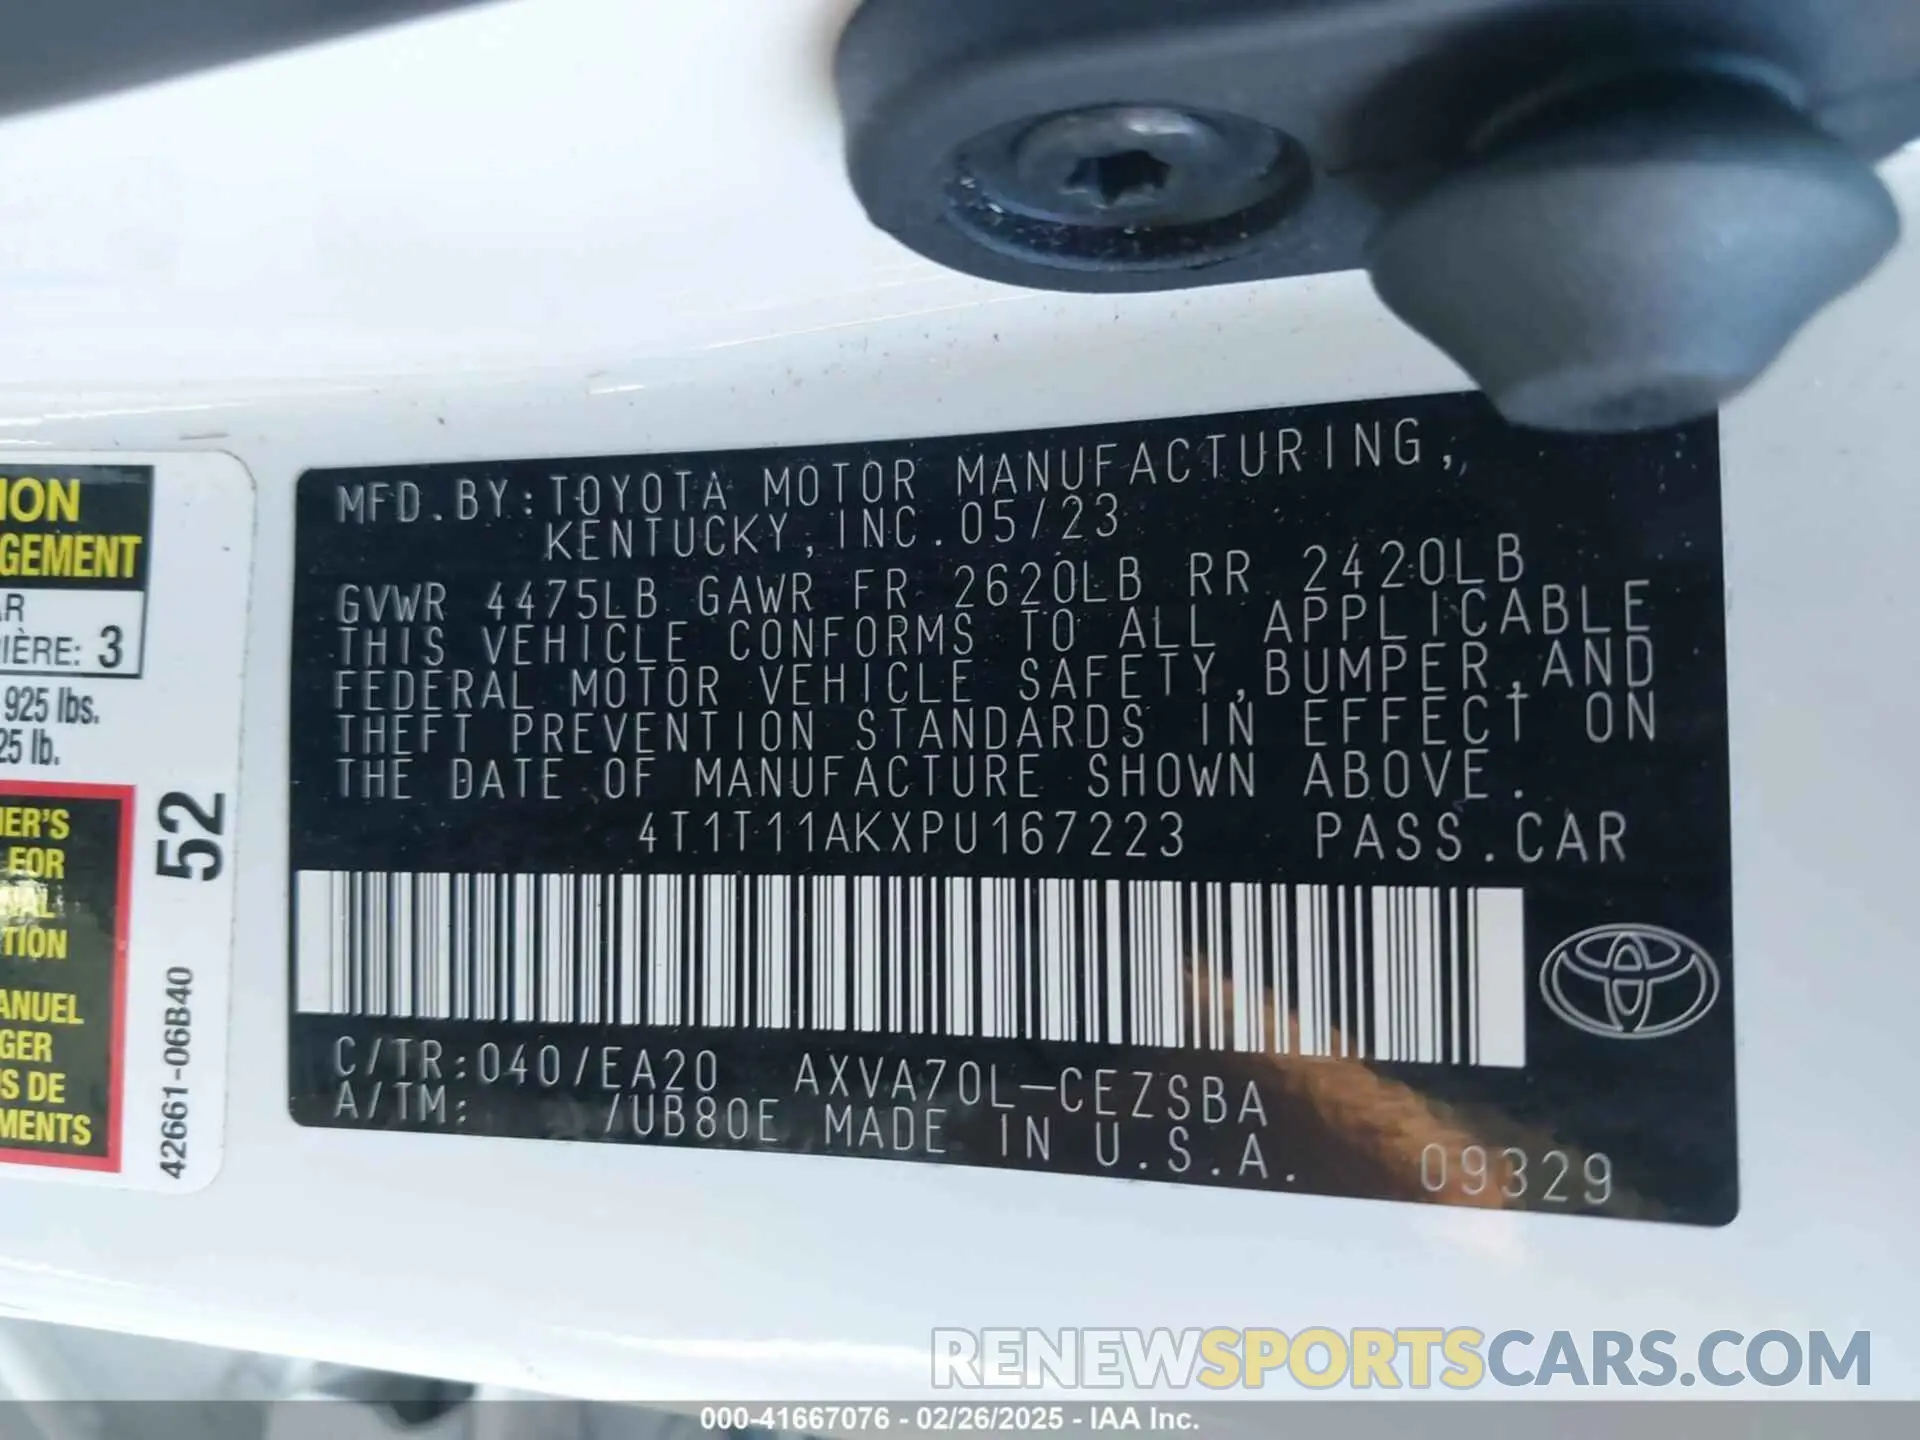 ION
GEMENT
AR
IÈRE: 3
925 lbs.
25 lb.
ER'S
FOR
TION
ANUEL
GER
S DE
MENTS
52
42661-06B40
MFD.BY:TOYOTA MOTOR MANUFACTURING,
KENTUCKY,INC.05/23
GVWR 4475LB GAWR FR 2620LB RR 2420LB
THIS VEHICLE CONFORMS TO ALL APPLICABLE
FEDERAL MOTOR VEHICLE SAFETY,BUMPER,AND
THEFT PREVENTION STANDARDS IN EFFECT ON
THE DATE OF MANUFACTURE SHOWN ABOVE.
4T1T11AKXPU167223 PASS.CAR
C/TR:040/EA20 AXVA70L-CEZSBA
A/TM: /UB80E MADE IN U.S.A.
09329
RENEWSPORTSCARS.COM
000-41667076 - 02/26/2025 - IAA Inc.